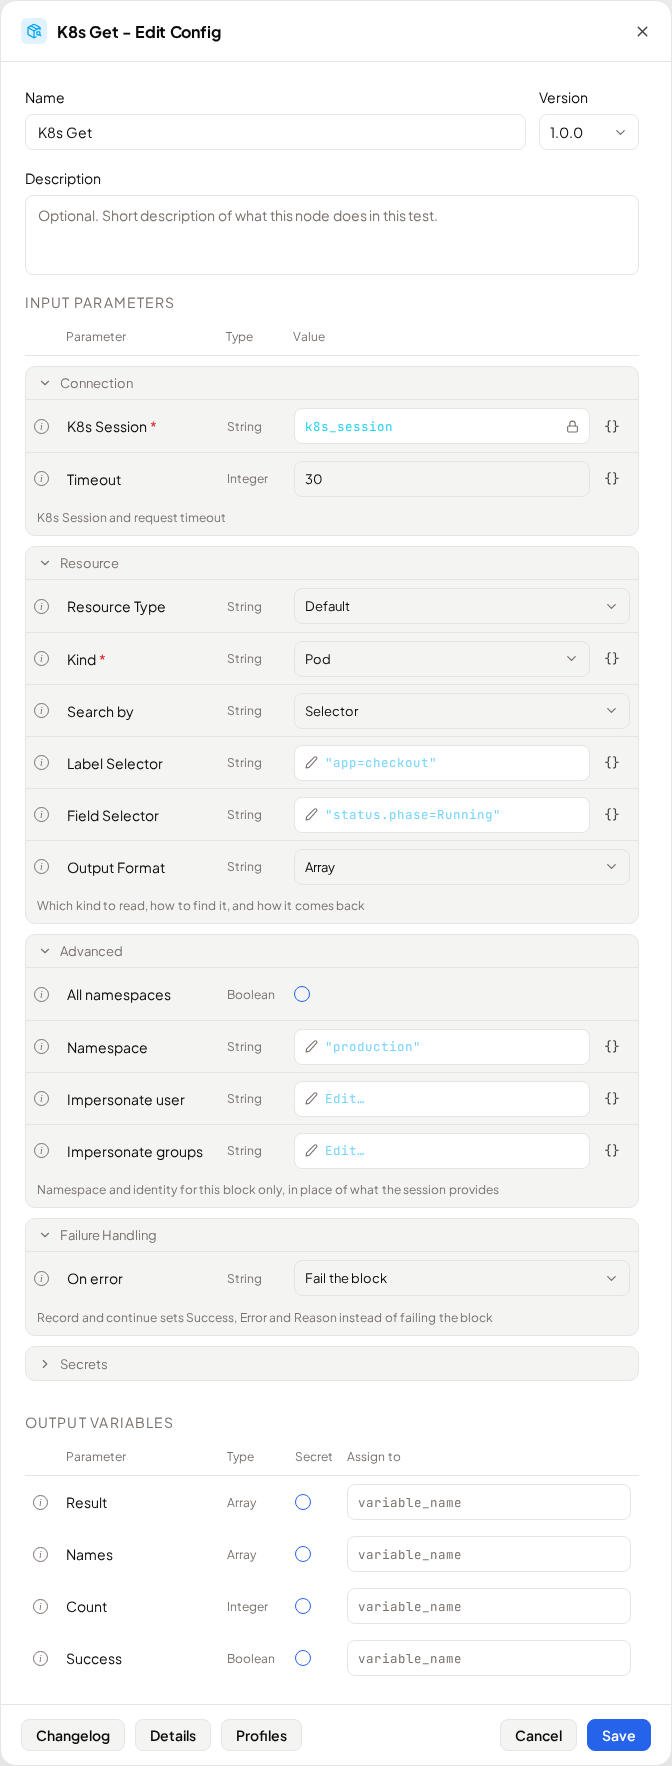 K8s Get – Edit Config
Name
Version
K8s Get
1.0.0
Description
Optional. Short description of what this node does in this test.
INPUT PARAMETERS
Parameter Type Value
Connection
K8s Session * String k8s_session {}
Timeout Integer 30 {}
K8s Session and request timeout
Resource
Resource Type String Default
Kind * String Pod {}
Search by String Selector
Label Selector String "app=checkout" {}
Field Selector String "status.phase=Running" {}
Output Format String Array
Which kind to read, how to find it, and how it comes back
Advanced
All namespaces Boolean
Namespace String "production" {}
Impersonate user String Edit… {}
Impersonate groups String Edit… {}
Namespace and identity for this block only, in place of what the session provides
Failure Handling
On error String Fail the block
Record and continue sets Success, Error and Reason instead of failing the block
Secrets
OUTPUT VARIABLES
Parameter Type Secret Assign to
Result Array variable_name
Names Array variable_name
Count Integer variable_name
Success Boolean variable_name
Changelog Details Profiles Cancel Save